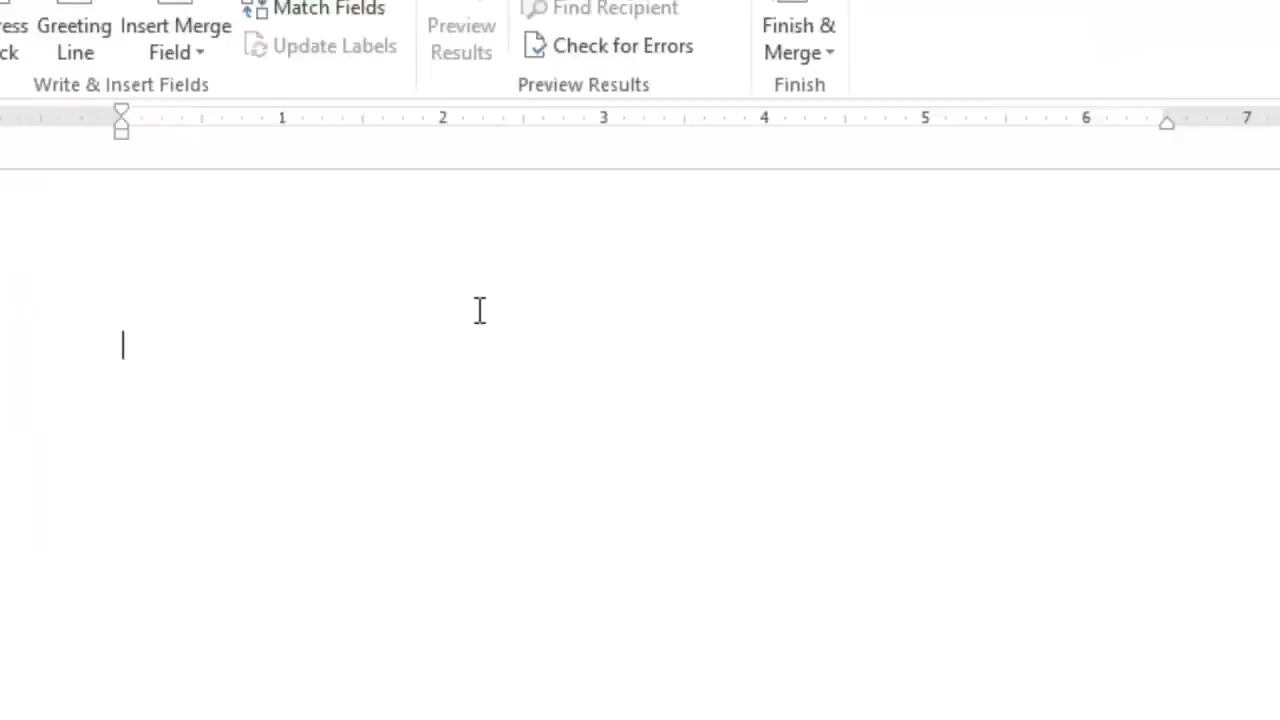 Match Fields
Find Recipient
ress Greeting Insert Merge
Preview
Finish &
ck Line Field
Update Labels
Results
Check for Errors
Merge
Write & Insert Fields
Preview Results
Finish
1 2 3 4 5 6 7